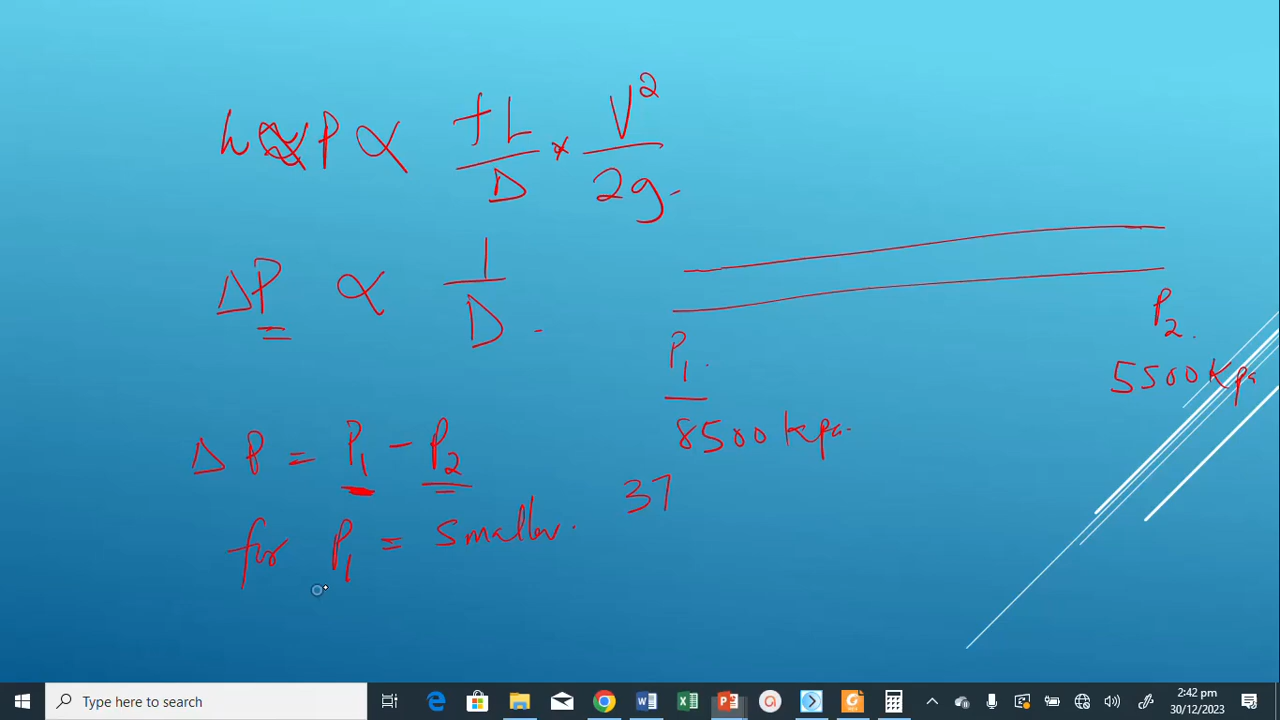 h P ∝ fL/D * V²/2g.
ΔP ∝ 1/D.
P₁.
8500 kpa.
P₂.
5500 kpa
ΔP = P₁ - P₂
for P₁ = smaller.
37
Type here to search
2:42 pm
30/12/2023